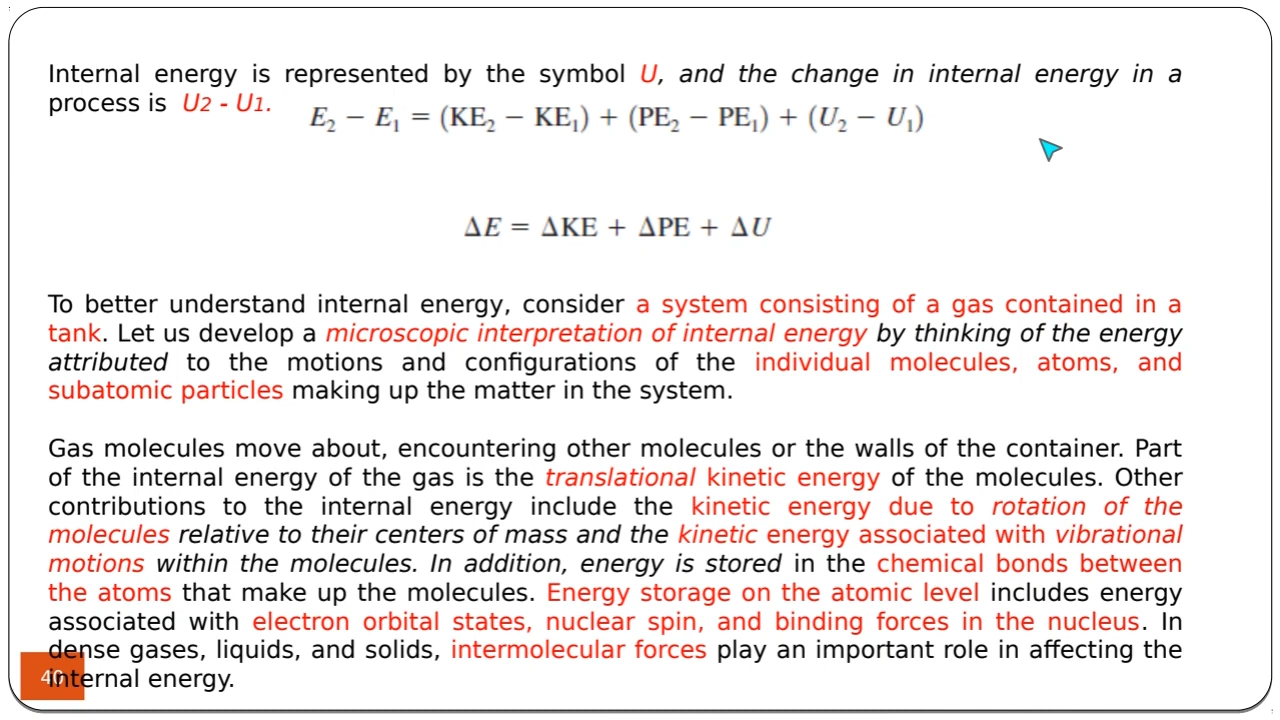 Internal energy is represented by the symbol U, and the change in internal energy in a
process is U2 - U1.
E₂ − E₁ = (KE₂ − KE₁) + (PE₂ − PE₁) + (U₂ − U₁)
ΔE = ΔKE + ΔPE + ΔU
To better understand internal energy, consider a system consisting of a gas contained in a
tank. Let us develop a microscopic interpretation of internal energy by thinking of the energy
attributed to the motions and configurations of the individual molecules, atoms, and
subatomic particles making up the matter in the system.
Gas molecules move about, encountering other molecules or the walls of the container. Part
of the internal energy of the gas is the translational kinetic energy of the molecules. Other
contributions to the internal energy include the kinetic energy due to rotation of the
molecules relative to their centers of mass and the kinetic energy associated with vibrational
motions within the molecules. In addition, energy is stored in the chemical bonds between
the atoms that make up the molecules. Energy storage on the atomic level includes energy
associated with electron orbital states, nuclear spin, and binding forces in the nucleus. In
dense gases, liquids, and solids, intermolecular forces play an important role in affecting the
internal energy.
40